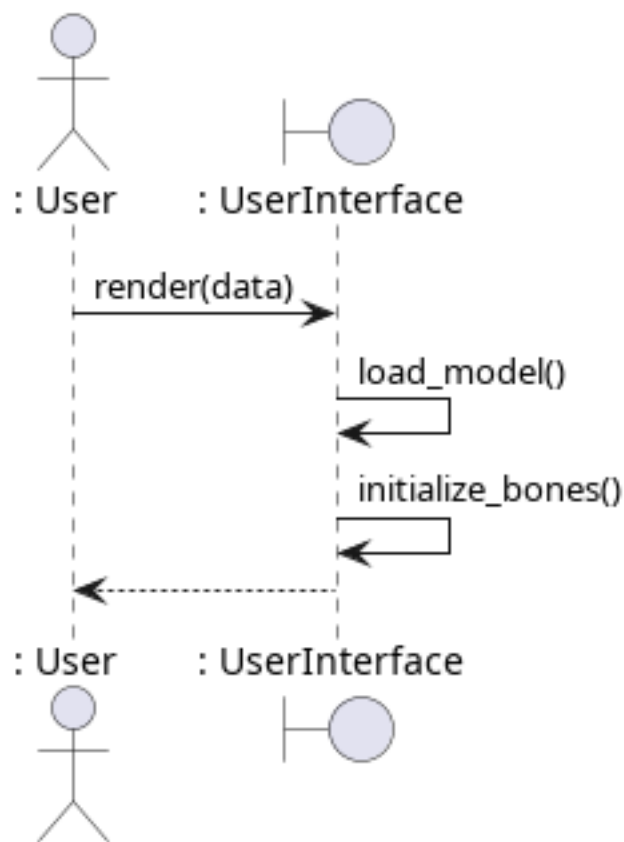 : User
: UserInterface
render(data)
load_model()
initialize_bones()
: User
: UserInterface